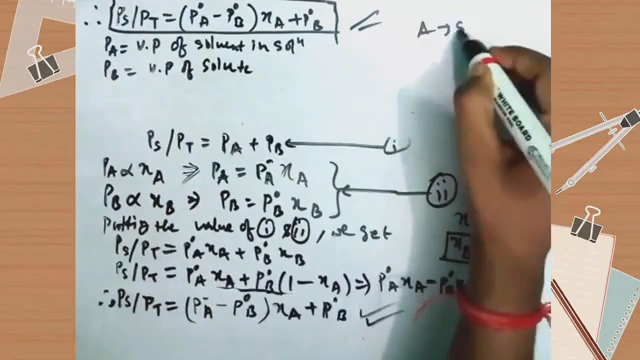 ∴ Ps/PT = (P°A − P°B) xA + P°B
A → S
PA = V.P of solvent in solⁿ
PB = V.P of solute
Ps/PT = PA + PB ← (i)
PA ∝ xA ⇒ PA = P°A xA
(ii)
PB ∝ xB ⇒ PB = P°B xB
Putting the value of (i) & (ii), we get
Ps/PT = P°A xA + P°B xB
xB
Ps/PT = P°A xA + P°B (1 − xA) ⇒ P°A xA − P°B
∴ Ps/PT = (P°A − P°B) xA + P°B
WHITE BOARD